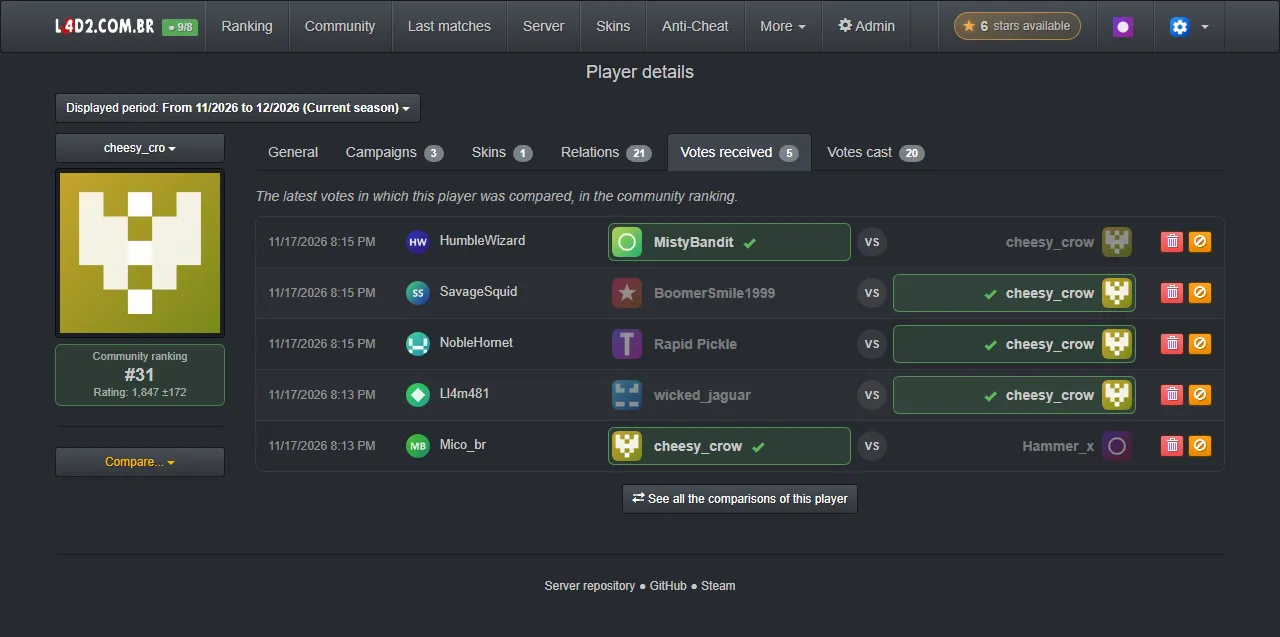 L4D2.COM.BR ● 9/8 Ranking Community Last matches Server Skins Anti-Cheat More Admin 6 stars available
Player details
Displayed period: From 11/2026 to 12/2026 (Current season)
cheesy_cro
General Campaigns 3 Skins 1 Relations 21 Votes received 5 Votes cast 20
The latest votes in which this player was compared, in the community ranking.
11/17/2026 8:15 PM HW HumbleWizard MistyBandit VS cheesy_crow
11/17/2026 8:15 PM SS SavageSquid BoomerSmile1999 VS cheesy_crow
11/17/2026 8:15 PM NobleHornet T Rapid Pickle VS cheesy_crow
11/17/2026 8:13 PM Ll4m481 wicked_jaguar VS cheesy_crow
11/17/2026 8:13 PM MB Mico_br cheesy_crow VS Hammer_x
Community ranking
#31
Rating: 1,847 ±172
Compare...
See all the comparisons of this player
Server repository ● GitHub ● Steam